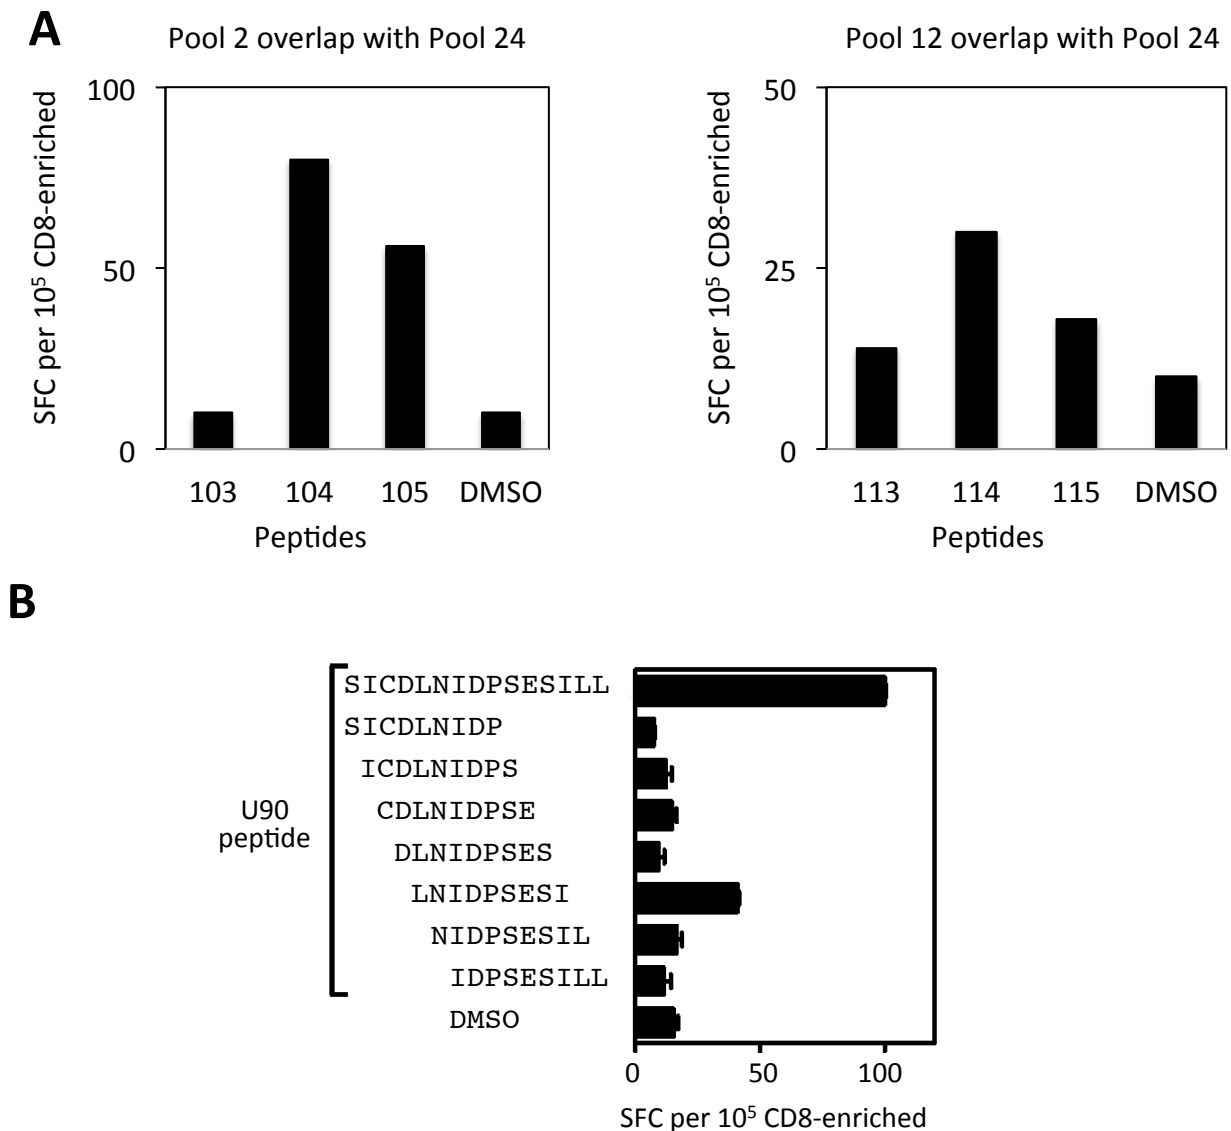 A
Pool 2 overlap with Pool 24
Pool 12 overlap with Pool 24
SFC per 10⁵ CD8-enriched
100
50
0
103 104 105 DMSO
Peptides
SFC per 10⁵ CD8-enriched
50
25
0
113 114 115 DMSO
Peptides
B
U90
peptide
SICDLNIDPSESILL
SICDLNIDP
ICDLNIDPS
CDLNIDPSE
DLNIDPSES
LNIDPSESI
NIDPSESIL
IDPSESILL
DMSO
0 50 100
SFC per 10⁵ CD8-enriched